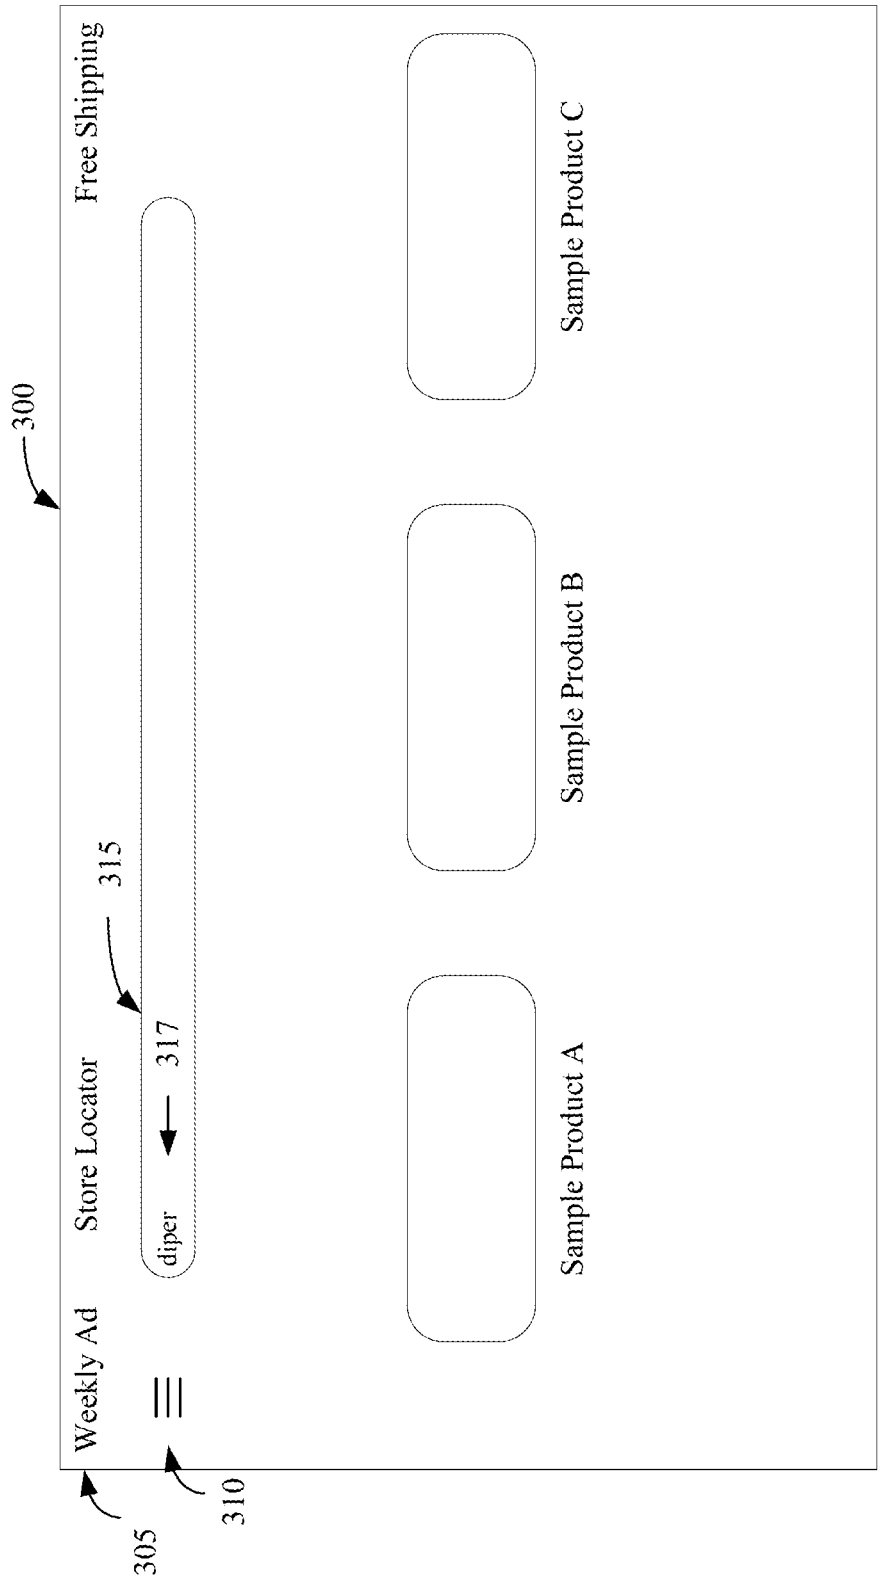 300
305
Weekly Ad Store Locator Free Shipping
315
310
diper 317
Sample Product A Sample Product B Sample Product C